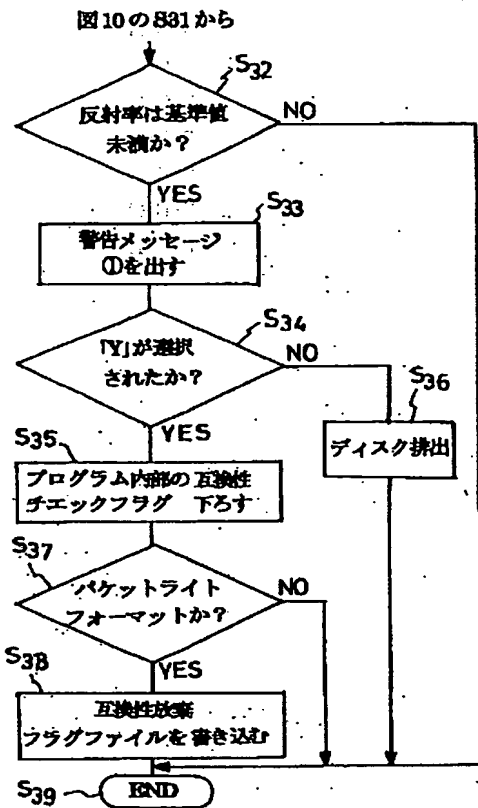 図10のS31から
S32
反射率は基準値
未満か?
NO
YES
S33
警告メッセージ
①を出す
S34
「Y」が選択
されたか?
NO
S36
YES
ディスク排出
S35
プログラム内部の互換性
チエックフラグ 下ろす
S37
パケットライト
フォーマットか?
NO
YES
S38
互換性放棄
フラグファイルを書き込む
S39
END